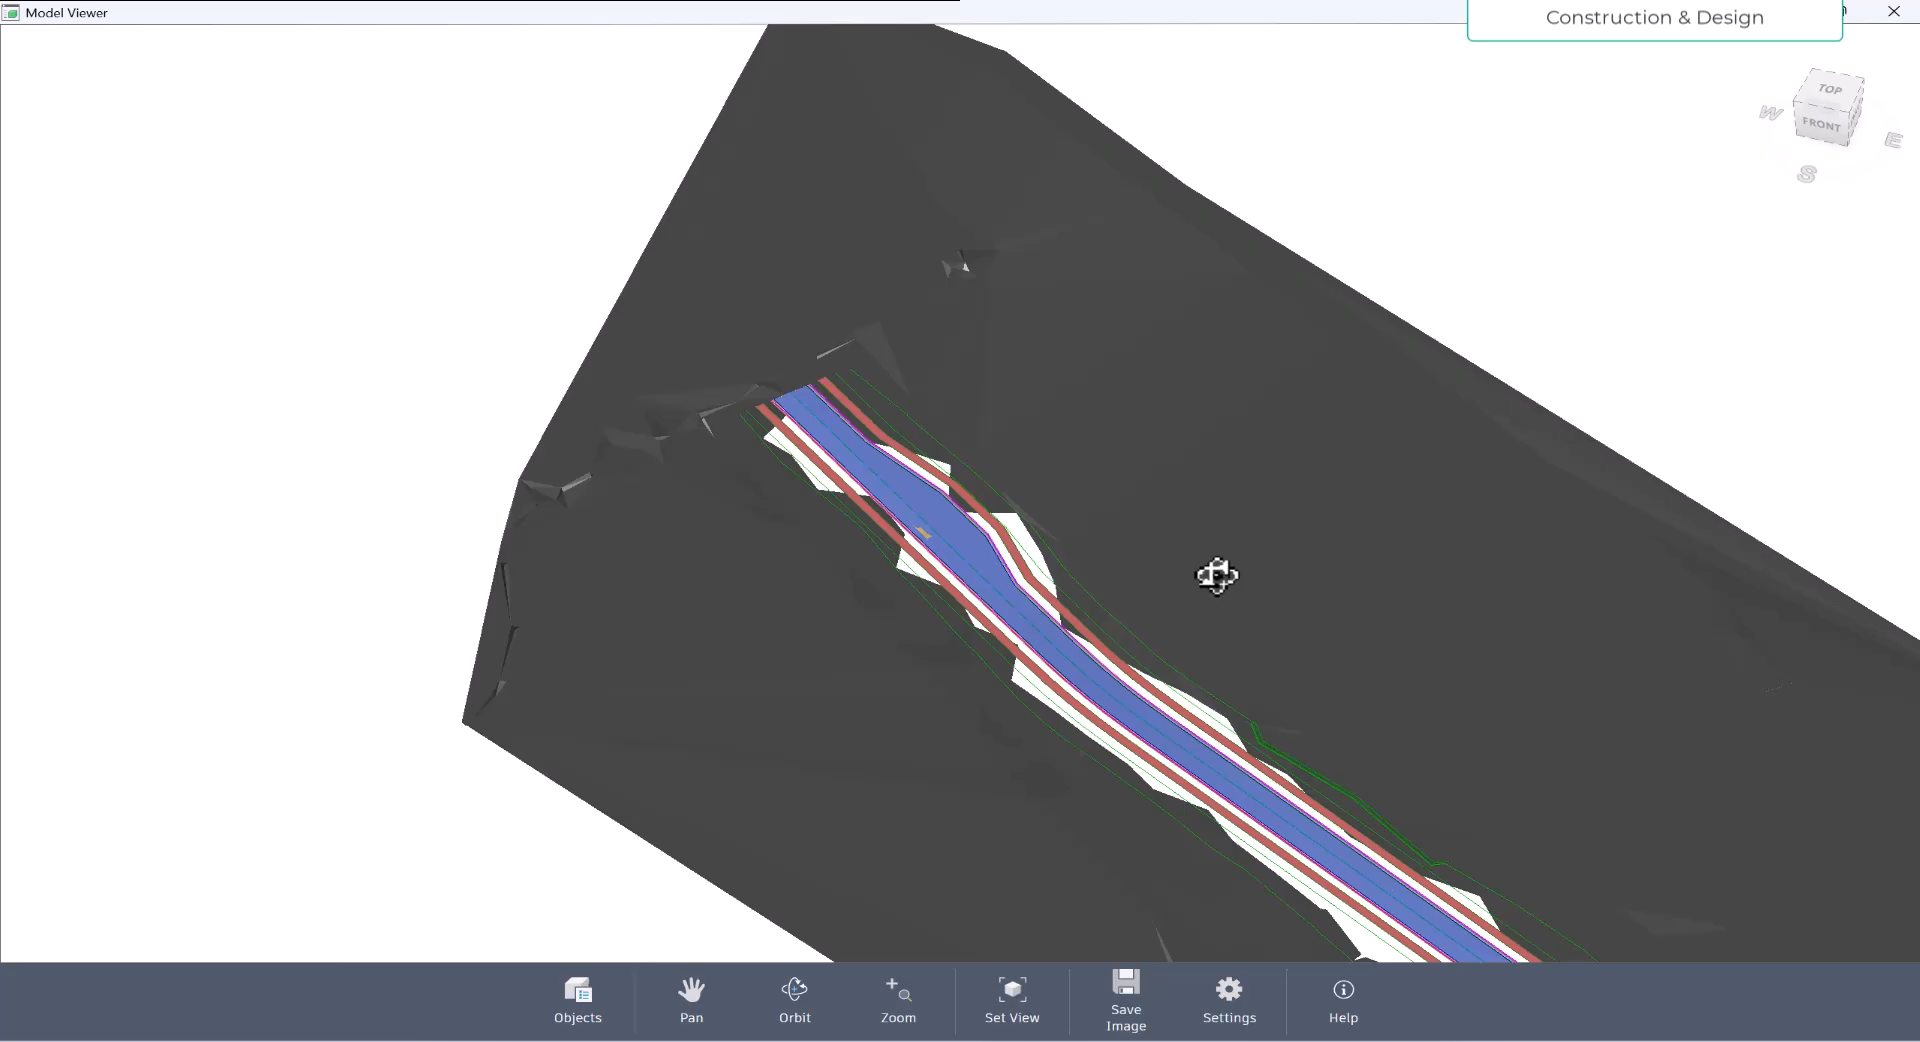 Model Viewer
Construction & Design
TOP
W
FRONT
E
S
Objects
Pan
Orbit
Zoom
Set View
Save
Image
Settings
Help